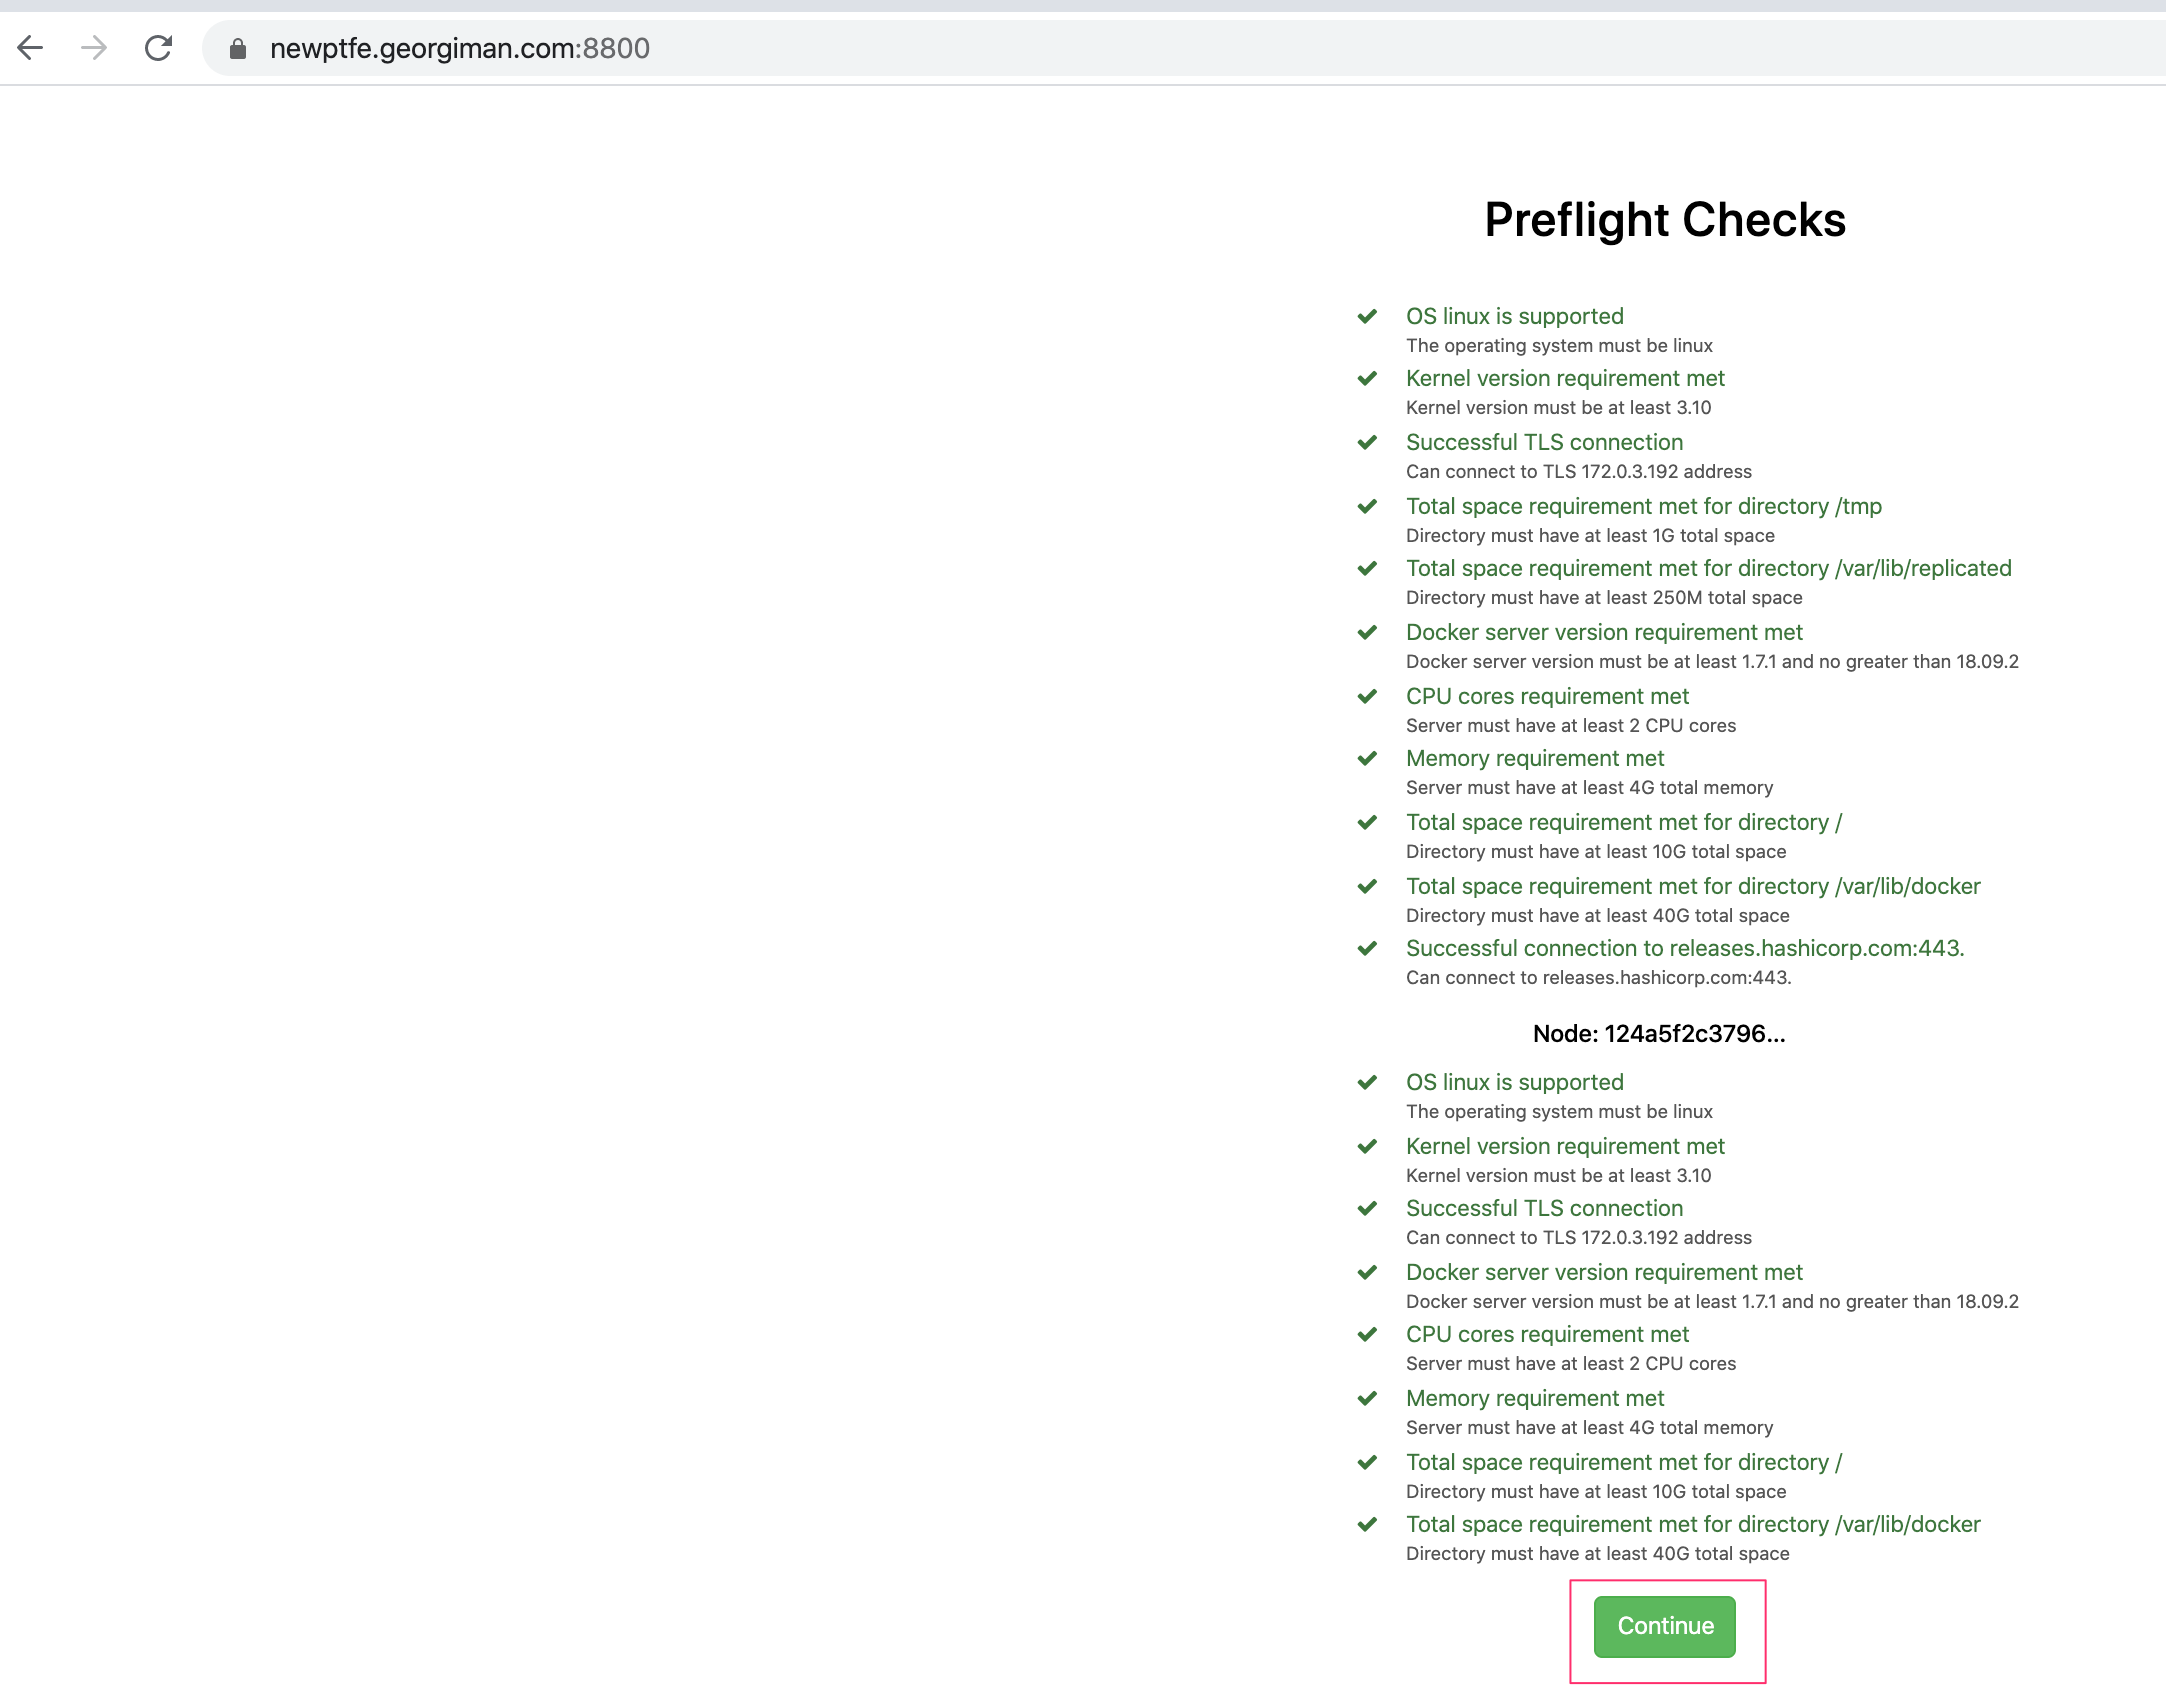 newptfe.georgiman.com:8800
Preflight Checks
OS linux is supported
The operating system must be linux
Kernel version requirement met
Kernel version must be at least 3.10
Successful TLS connection
Can connect to TLS 172.0.3.192 address
Total space requirement met for directory /tmp
Directory must have at least 1G total space
Total space requirement met for directory /var/lib/replicated
Directory must have at least 250M total space
Docker server version requirement met
Docker server version must be at least 1.7.1 and no greater than 18.09.2
CPU cores requirement met
Server must have at least 2 CPU cores
Memory requirement met
Server must have at least 4G total memory
Total space requirement met for directory /
Directory must have at least 10G total space
Total space requirement met for directory /var/lib/docker
Directory must have at least 40G total space
Successful connection to releases.hashicorp.com:443.
Can connect to releases.hashicorp.com:443.
Node: 124a5f2c3796...
OS linux is supported
The operating system must be linux
Kernel version requirement met
Kernel version must be at least 3.10
Successful TLS connection
Can connect to TLS 172.0.3.192 address
Docker server version requirement met
Docker server version must be at least 1.7.1 and no greater than 18.09.2
CPU cores requirement met
Server must have at least 2 CPU cores
Memory requirement met
Server must have at least 4G total memory
Total space requirement met for directory /
Directory must have at least 10G total space
Total space requirement met for directory /var/lib/docker
Directory must have at least 40G total space
Continue